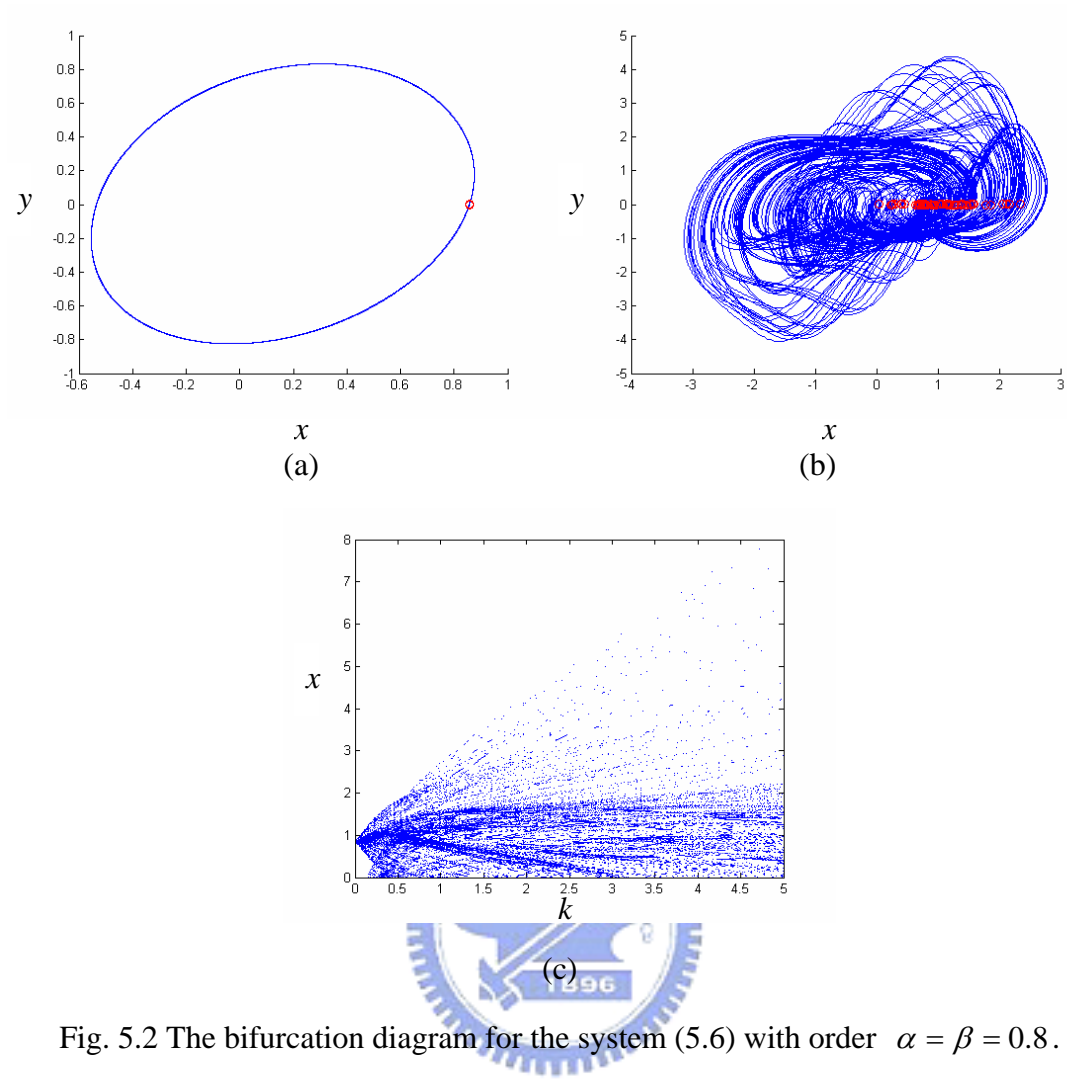 1
0.8
0.6
0.4
0.2
0
-0.2
-0.4
-0.6
-0.8
-1
-0.6 -0.4 -0.2 0 0.2 0.4 0.6 0.8 1
y
x
(a)
5
4
3
2
1
0
-1
-2
-3
-4
-5
-4 -3 -2 -1 0 1 2 3
y
x
(b)
8
7
6
5
4
3
2
1
0
0 0.5 1 1.5 2 2.5 3 3.5 4 4.5 5
x
k
(c)
1896
Fig. 5.2 The bifurcation diagram for the system (5.6) with order α = β = 0.8.